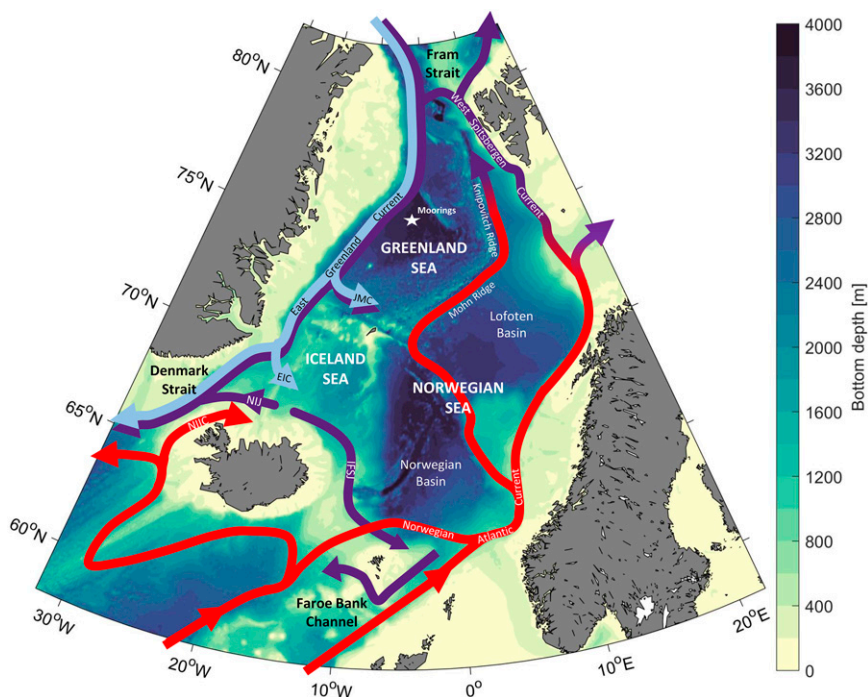 80°N
75°N
70°N
65°N
60°N
30°W
20°W
10°W
0°
10°E
20°E
Fram
Strait
West Spitsbergen Current
Moorings
GREENLAND
SEA
Knipovitch Ridge
East Greenland Current
JMC
Mohn Ridge
Lofoten
Basin
ICELAND
SEA
EIC
Denmark
Strait
NORWEGIAN
SEA
NIJ
NIIC
IFSJ
Norwegian
Basin
Norwegian Atlantic Current
Faroe Bank
Channel
4000
3600
3200
2800
2400
2000
1600
1200
800
400
0
Bottom depth [m]